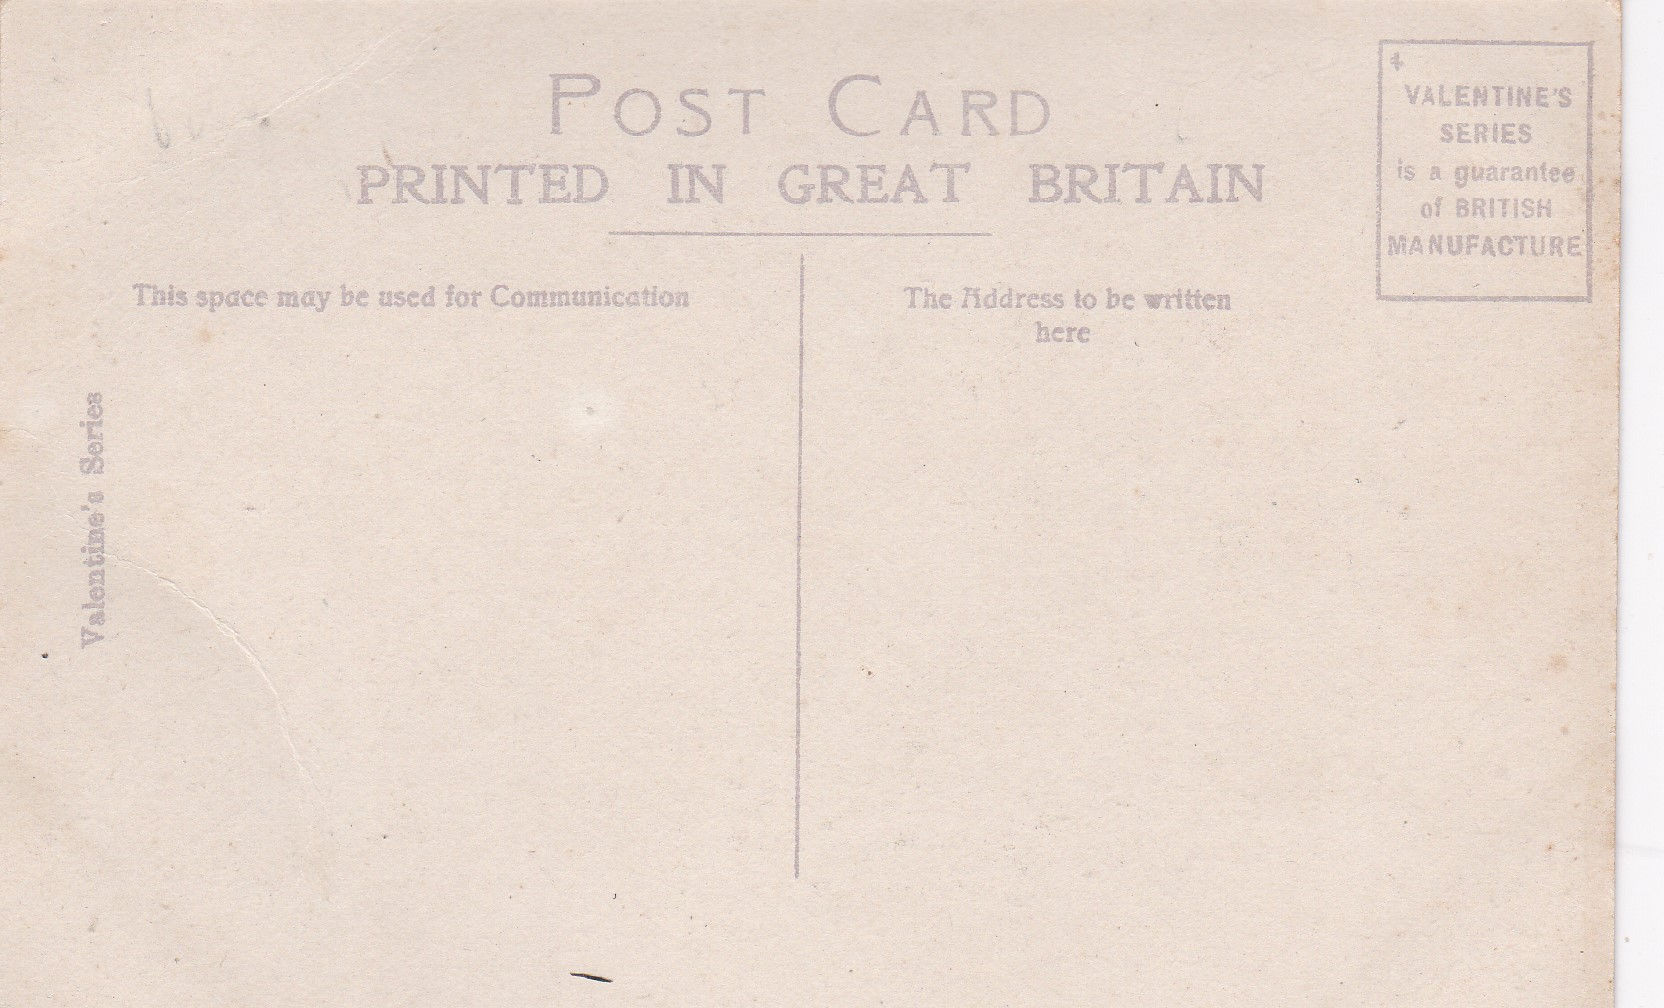 POST CARD
PRINTED IN GREAT BRITAIN
VALENTINE'S
SERIES
is a guarantee
of BRITISH
MANUFACTURE
This space may be used for Communication
The Address to be written
here
Valentine's Series